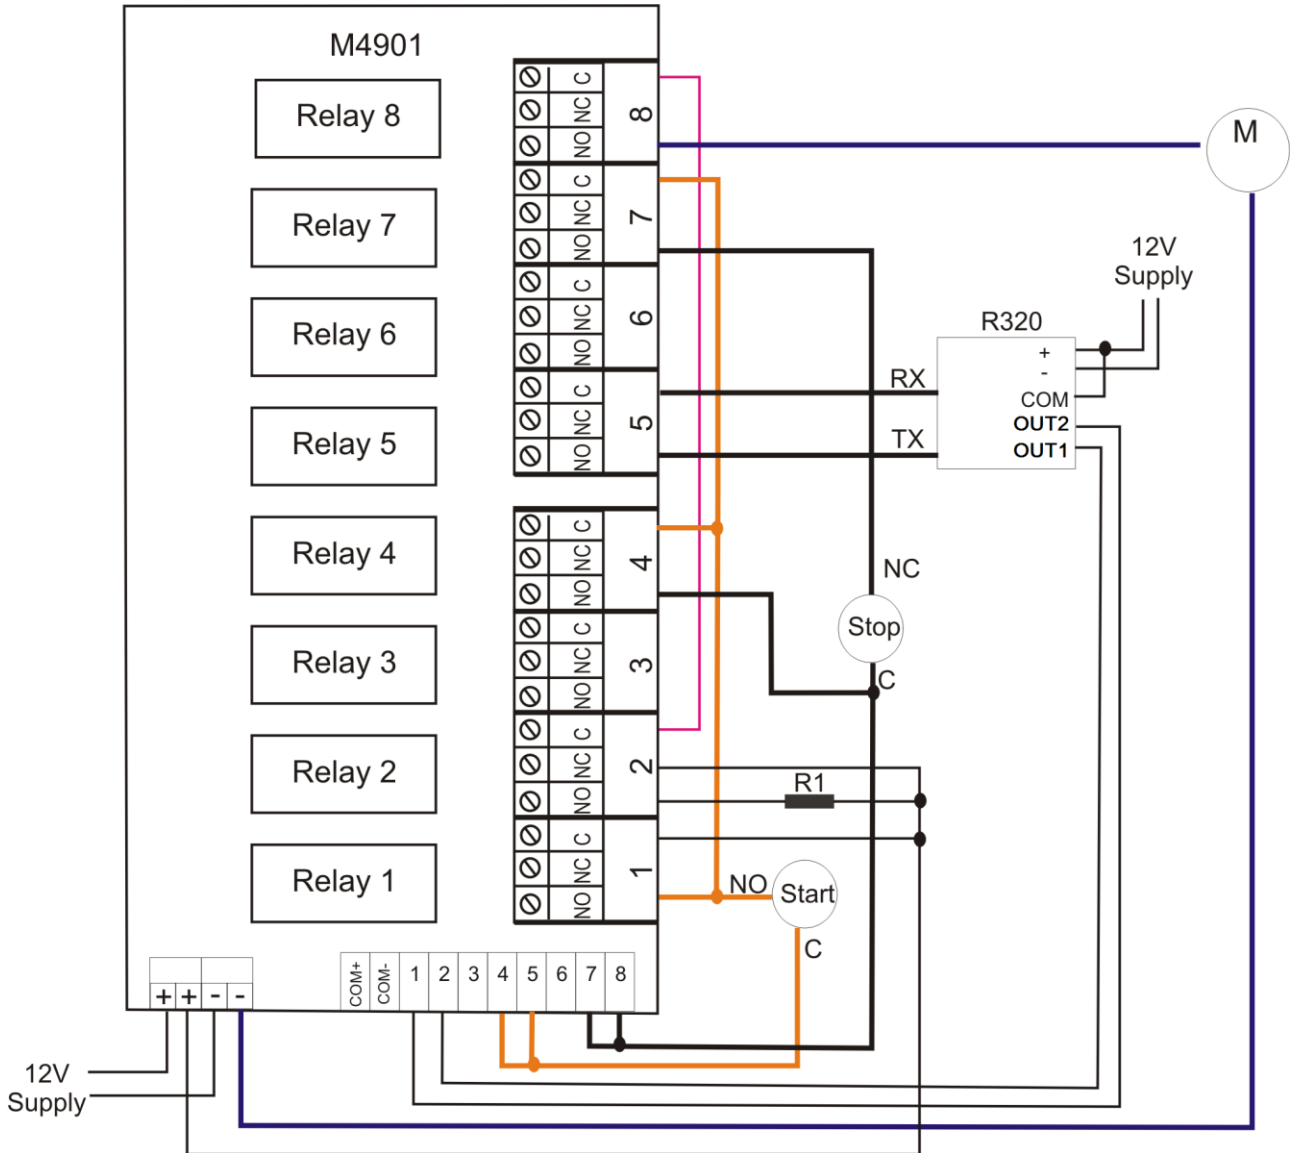 M4901
Relay 8
Relay 7
Relay 6
Relay 5
Relay 4
Relay 3
Relay 2
Relay 1
C
NC
NO
8
C
NC
NO
7
C
NC
NO
6
C
NC
NO
5
C
NC
NO
4
C
NC
NO
3
C
NC
NO
2
C
NC
NO
1
M
12V
Supply
R320
+
-
COM
OUT2
OUT1
RX
TX
NC
Stop
C
R1
NO
Start
C
+ + - -
COM+ COM- 1 2 3 4 5 6 7 8
12V
Supply